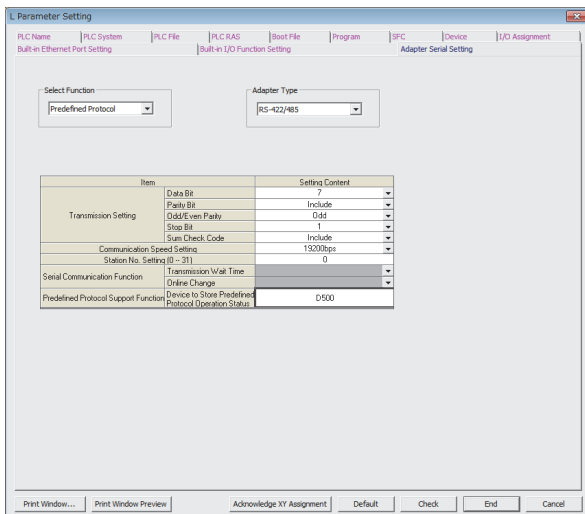 L Parameter Setting
PLC Name PLC System PLC File PLC RAS Boot File Program SFC Device I/O Assignment
Built-in Ethernet Port Setting Built-in I/O Function Setting Adapter Serial Setting
Select Function Adapter Type
Predefined Protocol RS-422/485
Item Setting Content
Transmission Setting Data Bit 7
Parity Bit Include
Odd/Even Parity Odd
Stop Bit 1
Sum Check Code Include
Communication Speed Setting 19200bps
Station No. Setting (0 -- 31) 0
Serial Communication Function Transmission Wait Time
Online Change
Predefined Protocol Support Function Device to Store Predefined D500
Protocol Operation Status
Print Window... Print Window Preview Acknowledge XY Assignment Default Check End Cancel